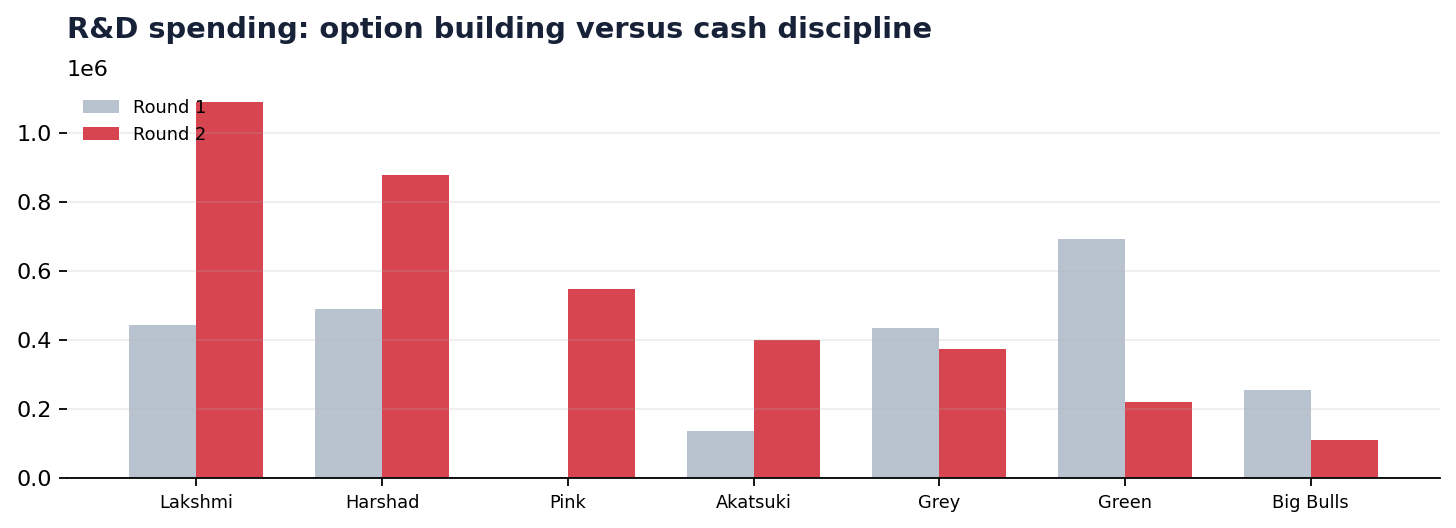 R&D spending: option building versus cash discipline
1e6
Round 1
Round 2
1.0
0.8
0.6
0.4
0.2
0.0
Lakshmi Harshad Pink Akatsuki Grey Green Big Bulls